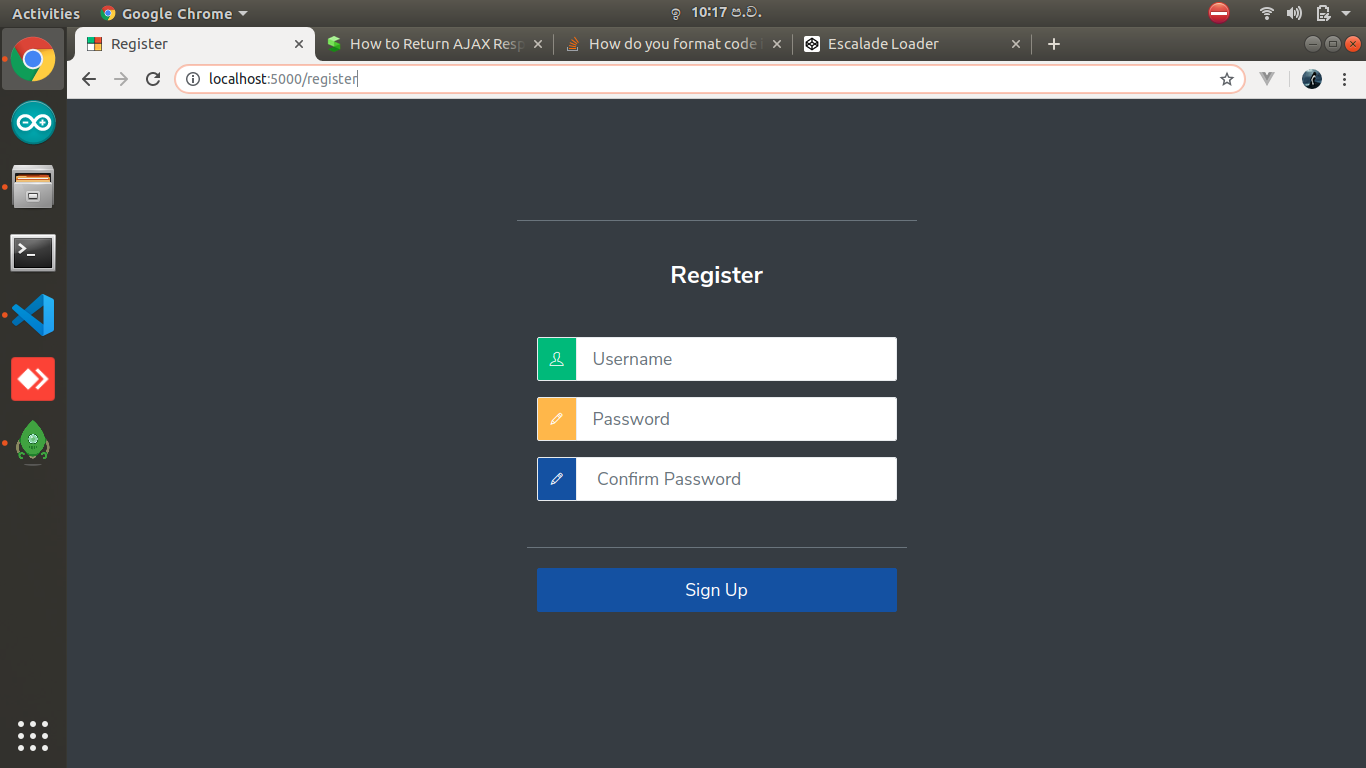 Activities
Google Chrome
ඉ
10:17 ප.ව.
Register
How to Return AJAX Resp
How do you format code
Escalade Loader
localhost:5000/register
Register
Username
Password
Confirm Password
Sign Up